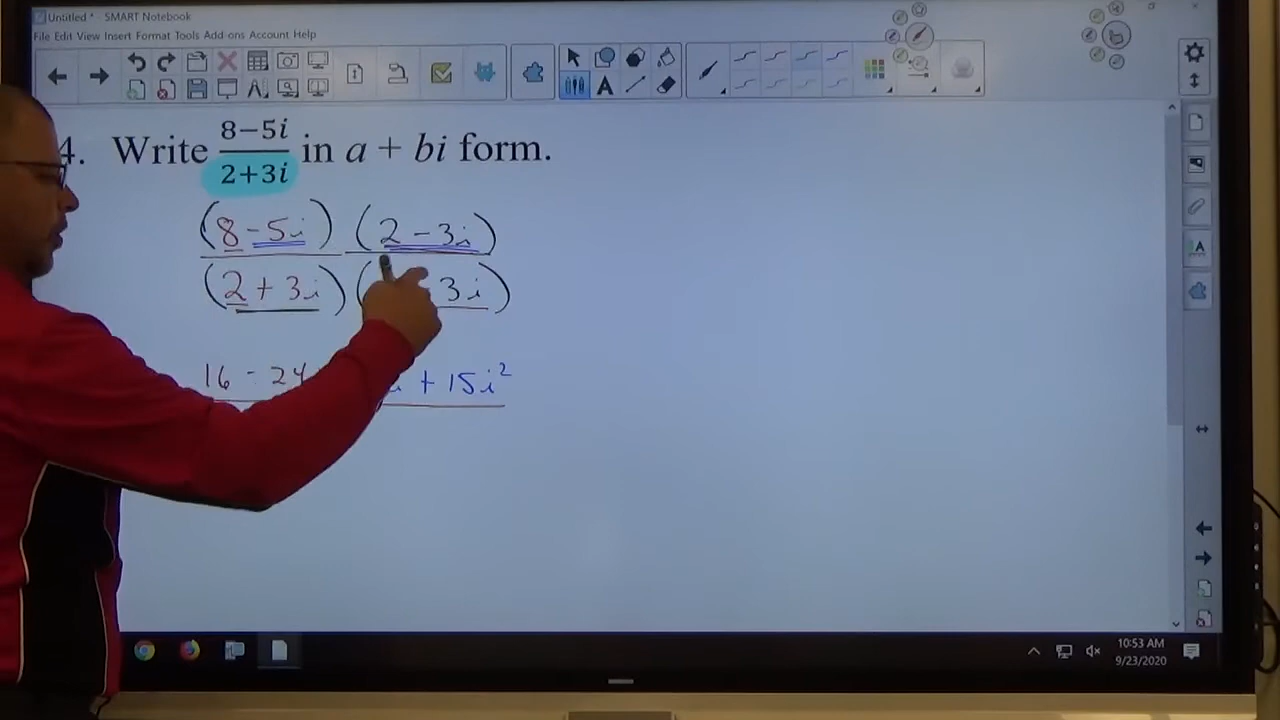 Untitled * - SMART Notebook
File Edit View Insert Format Tools Add-ons Account Help
4. Write (8−5i)/(2+3i) in a + bi form.
(8 - 5i) (2 - 3i)
(2 + 3i) ( 3i)
16 - 24 i + 15i²
10:53 AM
9/23/2020